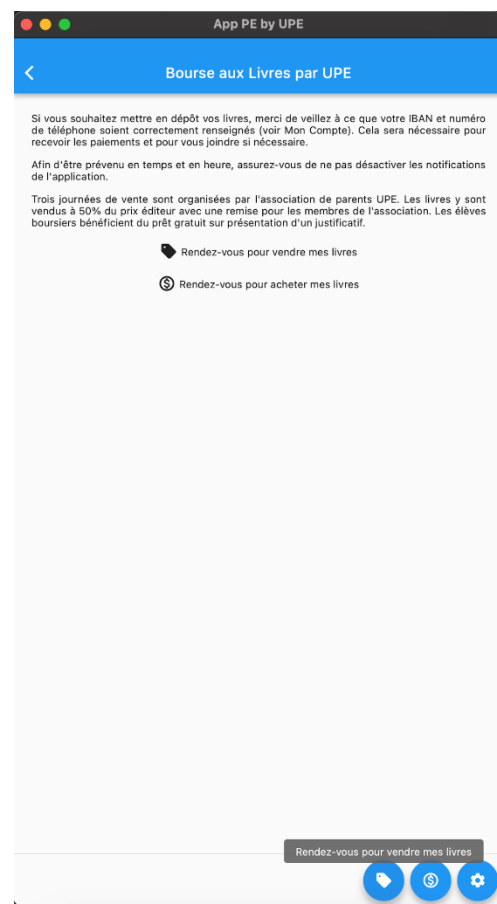 App PE by UPE
Bourse aux Livres par UPE
Si vous souhaitez mettre en dépôt vos livres, merci de veillez à ce que votre IBAN et numéro
de téléphone soient correctement renseignés (voir Mon Compte). Cela sera nécessaire pour
recevoir les paiements et pour vous joindre si nécessaire.
Afin d'être prévenu en temps et en heure, assurez-vous de ne pas désactiver les notifications
de l'application.
Trois journées de vente sont organisées par l'association de parents UPE. Les livres y sont
vendus à 50% du prix éditeur avec une remise pour les membres de l'association. Les élèves
boursiers bénéficient du prêt gratuit sur présentation d'un justificatif.
Rendez-vous pour vendre mes livres
Rendez-vous pour acheter mes livres
Rendez-vous pour vendre mes livres